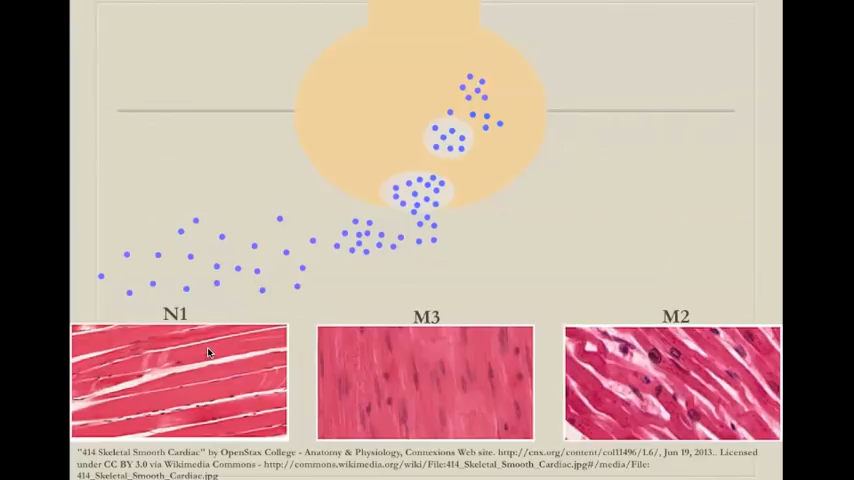 N1
M3
M2
"414 Skeletal Smooth Cardiac" by OpenStax College - Anatomy & Physiology, Connexions Web site. http://cnx.org/content/col11496/1.6/, Jun 19, 2013.. Licensed
under CC BY 3.0 via Wikimedia Commons - http://commons.wikimedia.org/wiki/File:414_Skeletal_Smooth_Cardiac.jpg#/media/File:
414_Skeletal_Smooth_Cardiac.jpg